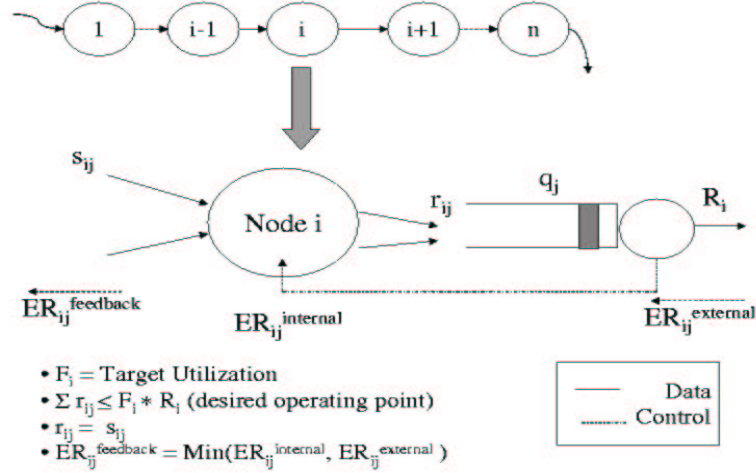 1 i-1 i i+1 n
s_ij
Node i
r_ij
q_j
R_i
ER_ij^feedback
ER_ij^internal
ER_ij^external
• F_i = Target Utilization
• Σ r_ij ≤ F_i * R_i (desired operating point)
• r_ij = s_ij
• ER_ij^feedback = Min(ER_ij^internal, ER_ij^external)
Data
Control